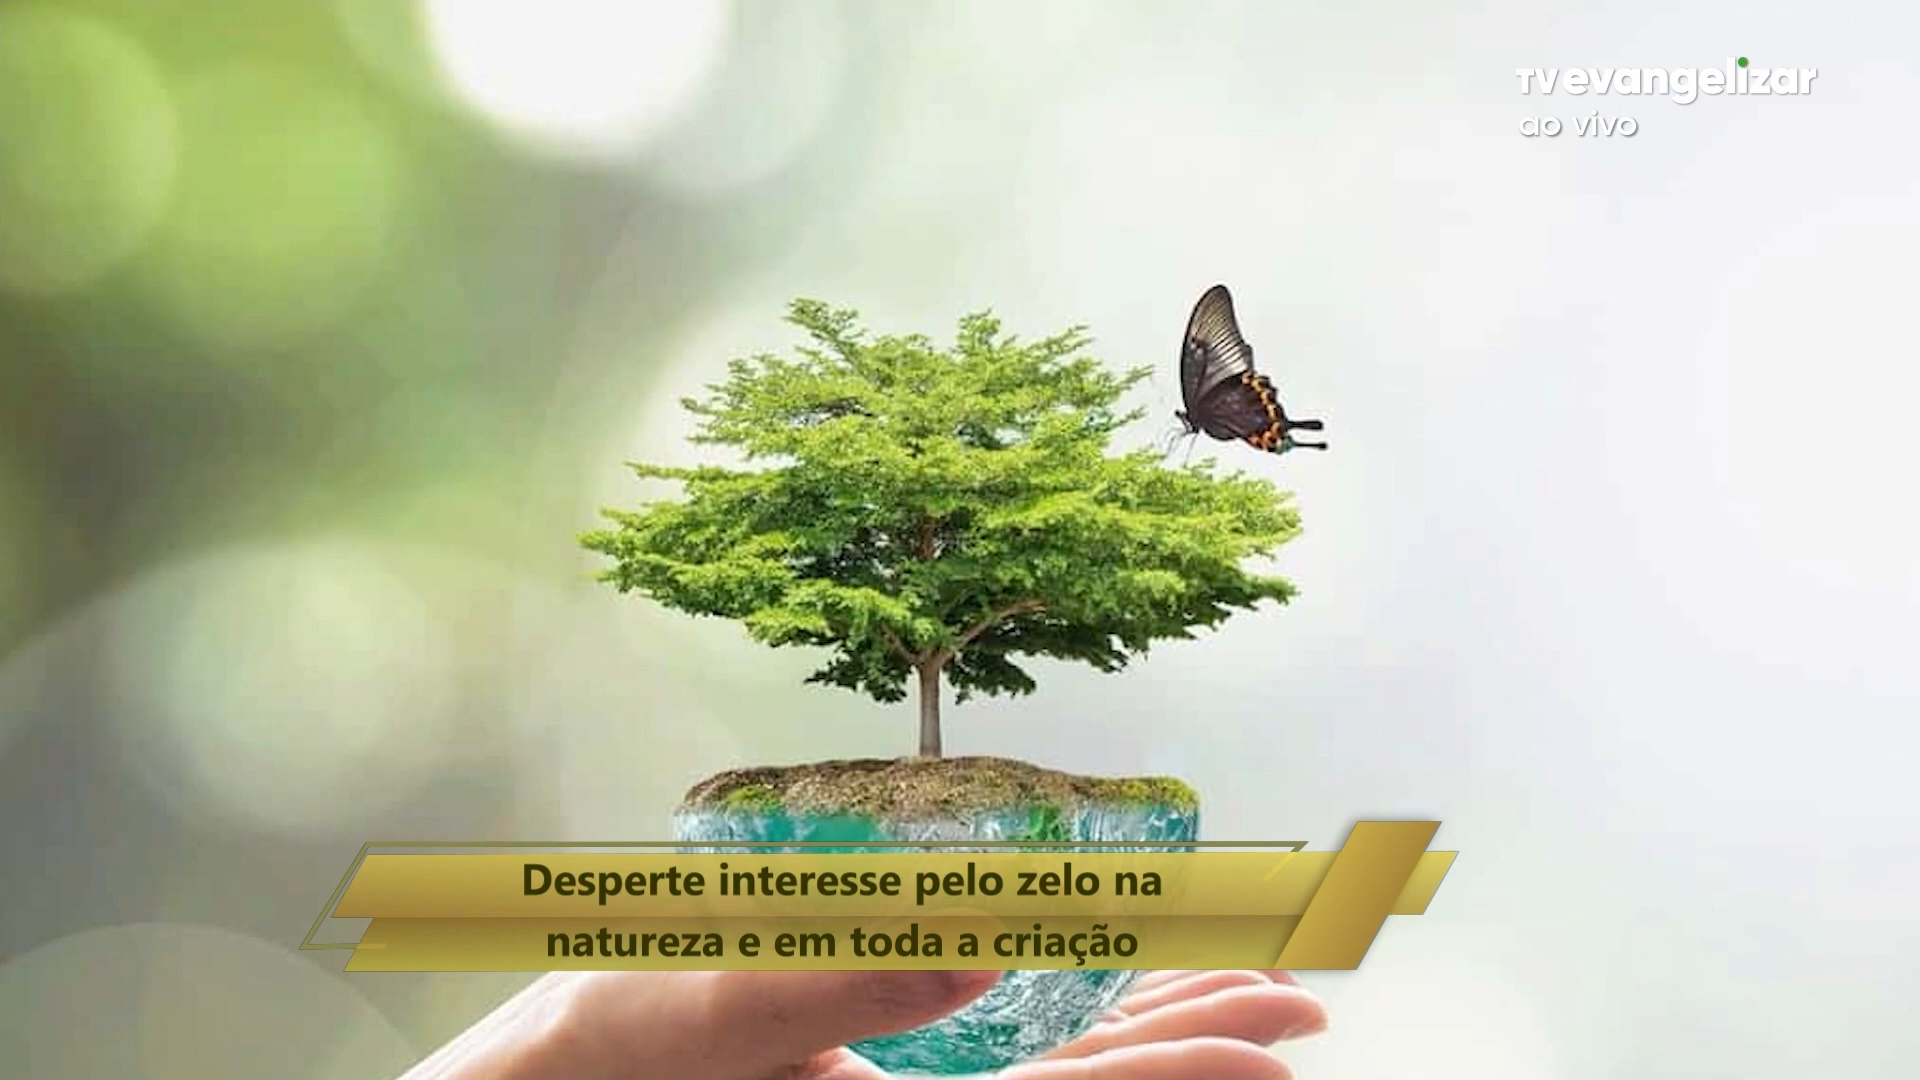 TVevangelizar
ao vivo
Desperte interesse pelo zelo na
natureza e em toda a criação